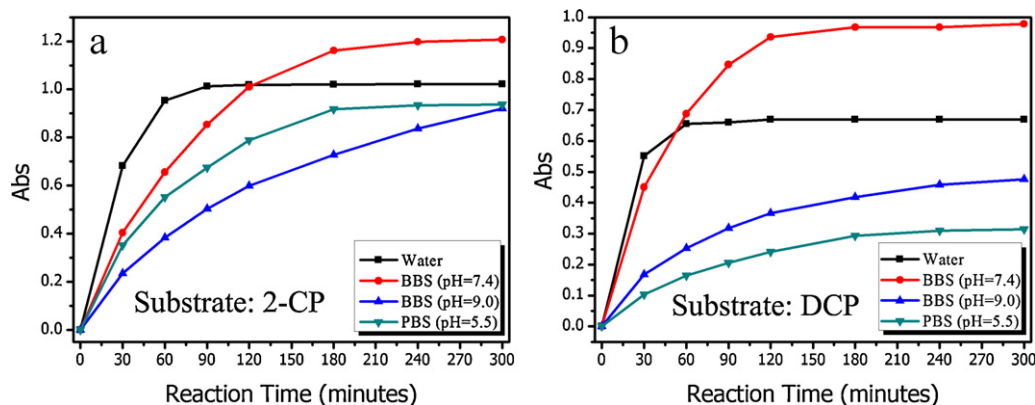 a
1.2
1.0
0.8
0.6
0.4
0.2
0.0
Abs
0 30 60 90 120 150 180 210 240 270 300
Reaction Time (minutes)
Substrate: 2-CP
Water
BBS (pH=7.4)
BBS (pH=9.0)
PBS (pH=5.5)
b
1.0
0.9
0.8
0.7
0.6
0.5
0.4
0.3
0.2
0.1
0.0
Abs
0 30 60 90 120 150 180 210 240 270 300
Reaction Time (minutes)
Substrate: DCP
Water
BBS (pH=7.4)
BBS (pH=9.0)
PBS (pH=5.5)